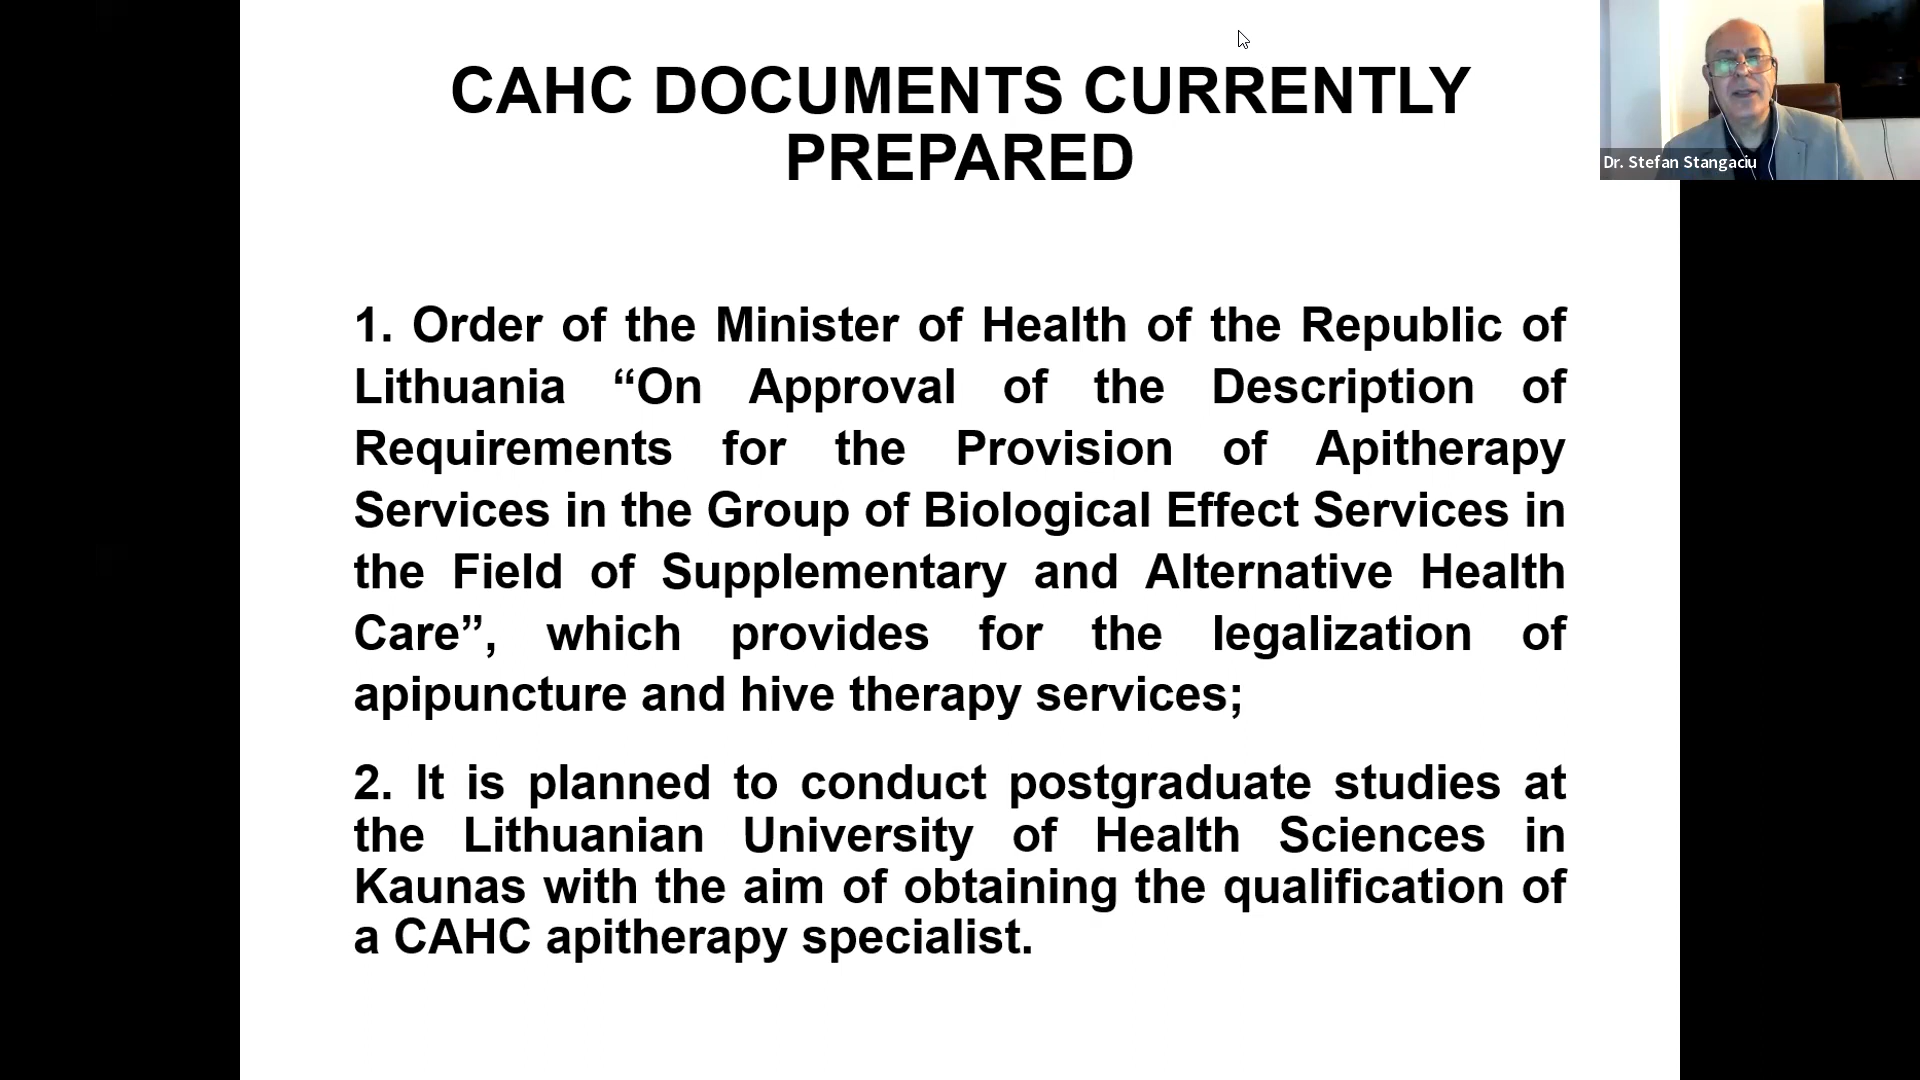 CAHC DOCUMENTS CURRENTLY
PREPARED
Dr. Stefan Stangaciu
1. Order of the Minister of Health of the Republic of
Lithuania “On Approval of the Description of
Requirements for the Provision of Apitherapy
Services in the Group of Biological Effect Services in
the Field of Supplementary and Alternative Health
Care”, which provides for the legalization of
apipuncture and hive therapy services;
2. It is planned to conduct postgraduate studies at
the Lithuanian University of Health Sciences in
Kaunas with the aim of obtaining the qualification of
a CAHC apitherapy specialist.